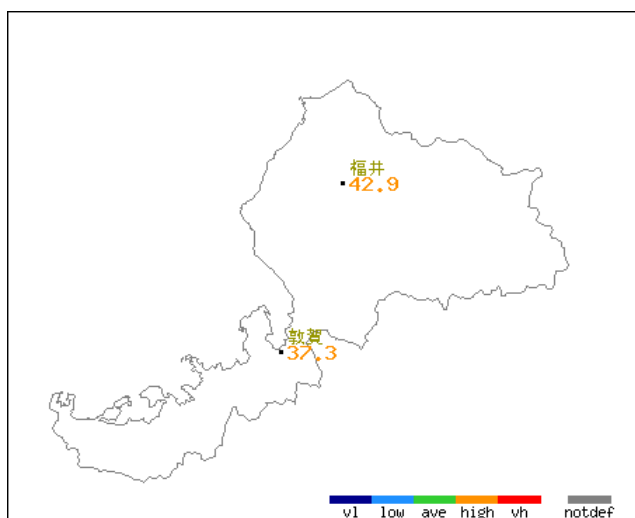 福井
42.9
敦賀
37.3
vl low ave high vh notdef